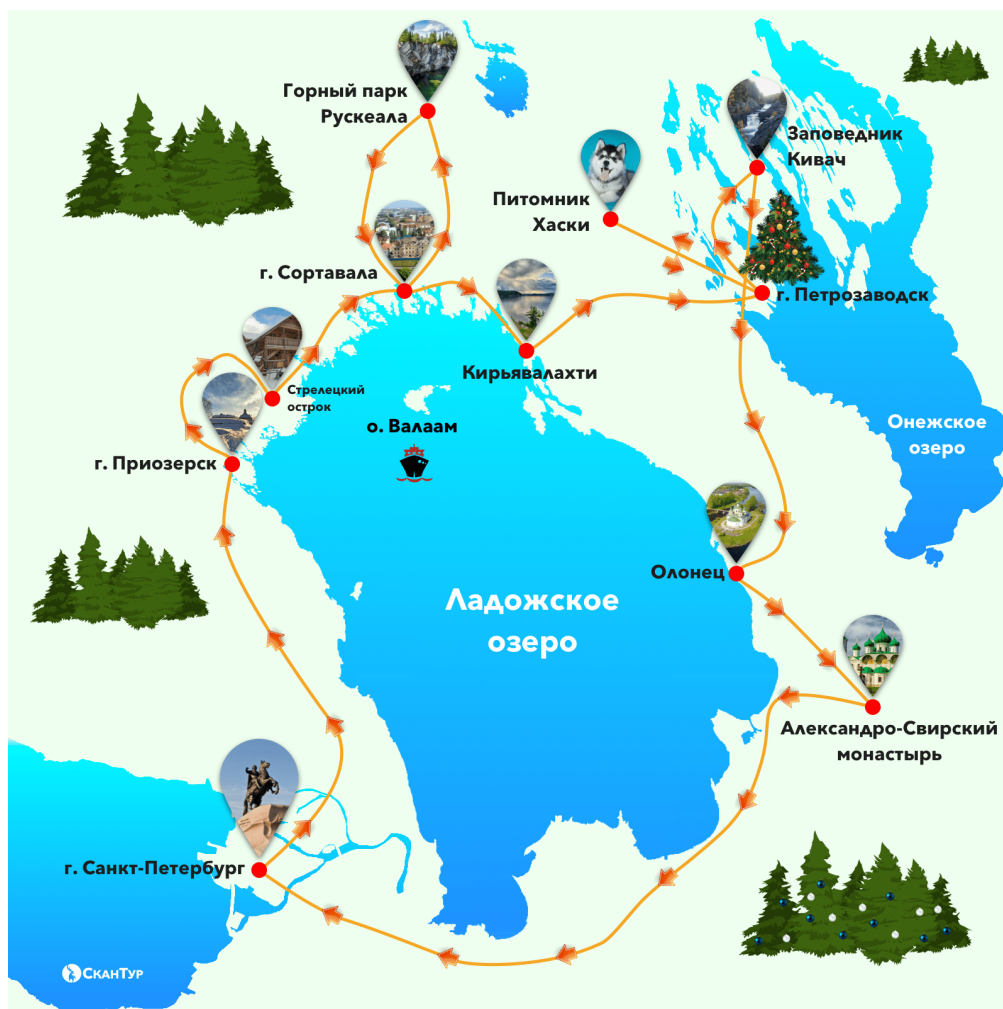 Горный парк
Рускеала
Заповедник
Кивач
Питомник
Хаски
г. Сортавала
г. Петрозаводск
Кирьявалахти
Стрелецкий
острок
о. Валаам
Онежское
озеро
г. Приозерск
Олонец
Ладожское
озеро
Александро-Свирский
монастырь
г. Санкт-Петербург
СканТур